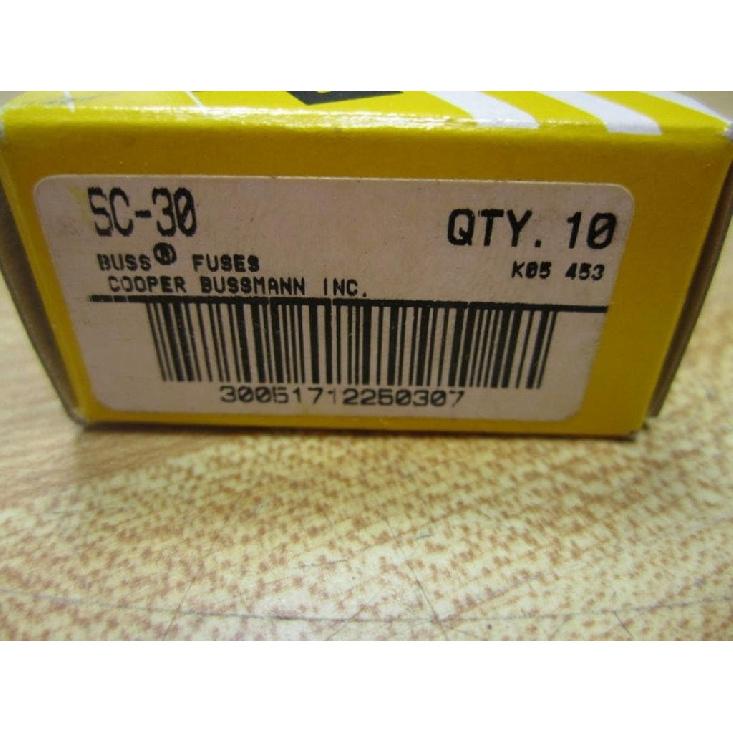 SC-30 QTY. 10
BUSS® FUSES K05 453
COOPER BUSSMANN INC.
30051712250307